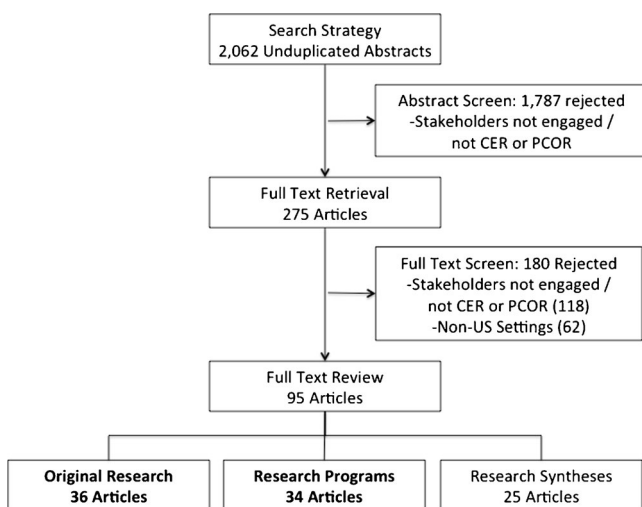 Search Strategy
2,062 Unduplicated Abstracts
Abstract Screen: 1,787 rejected
-Stakeholders not engaged /
not CER or PCOR
Full Text Retrieval
275 Articles
Full Text Screen: 180 Rejected
-Stakeholders not engaged /
not CER or PCOR (118)
-Non-US Settings (62)
Full Text Review
95 Articles
Original Research
36 Articles
Research Programs
34 Articles
Research Syntheses
25 Articles